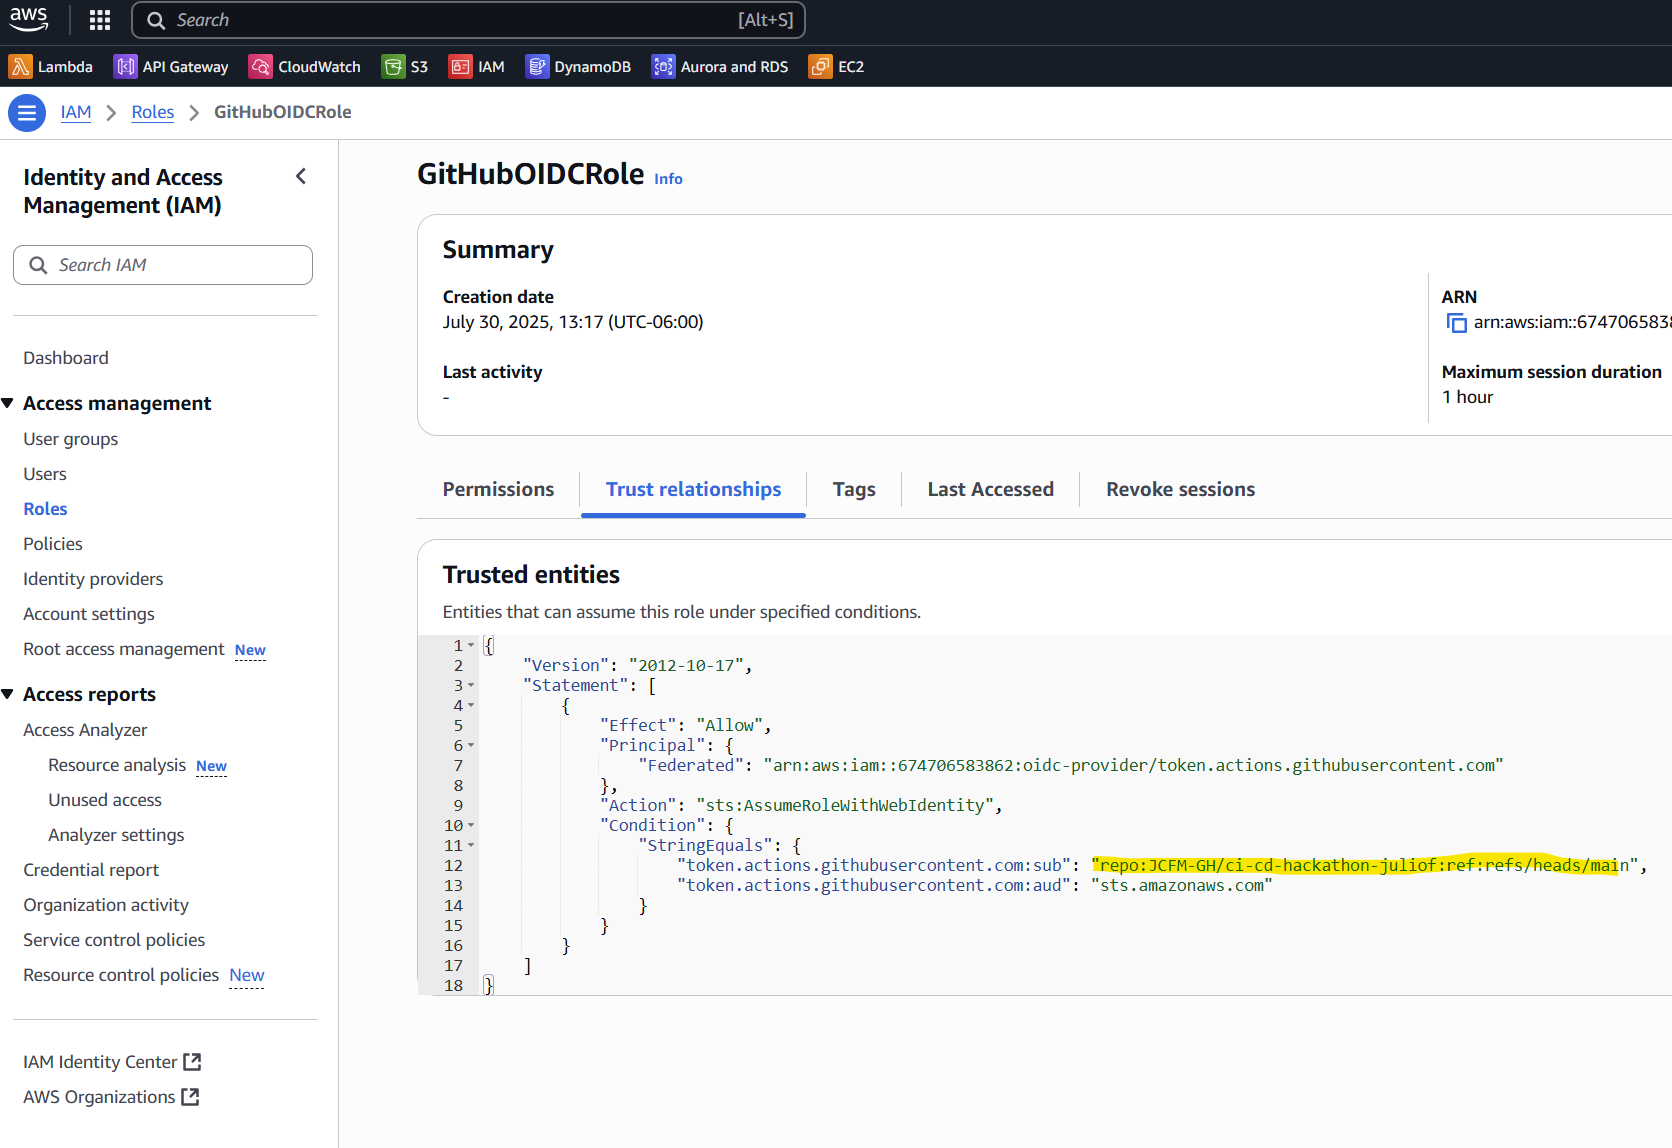 aws
Search [Alt+S]
Lambda API Gateway CloudWatch S3 IAM DynamoDB Aurora and RDS EC2
IAM > Roles > GitHubOIDCRole
Identity and Access
Management (IAM)
Search IAM
Dashboard
Access management
User groups
Users
Roles
Policies
Identity providers
Account settings
Root access management New
Access reports
Access Analyzer
Resource analysis New
Unused access
Analyzer settings
Credential report
Organization activity
Service control policies
Resource control policies New
IAM Identity Center
AWS Organizations
GitHubOIDCRole Info
Summary
Creation date
July 30, 2025, 13:17 (UTC-06:00)
Last activity
-
ARN
arn:aws:iam::674706583
Maximum session duration
1 hour
Permissions Trust relationships Tags Last Accessed Revoke sessions
Trusted entities
Entities that can assume this role under specified conditions.
1 {
2 "Version": "2012-10-17",
3 "Statement": [
4 {
5 "Effect": "Allow",
6 "Principal": {
7 "Federated": "arn:aws:iam::674706583862:oidc-provider/token.actions.githubusercontent.com"
8 },
9 "Action": "sts:AssumeRoleWithWebIdentity",
10 "Condition": {
11 "StringEquals": {
12 "token.actions.githubusercontent.com:sub": "repo:JCFM-GH/ci-cd-hackathon-juliof:ref:refs/heads/main",
13 "token.actions.githubusercontent.com:aud": "sts.amazonaws.com"
14 }
15 }
16 }
17 ]
18 }